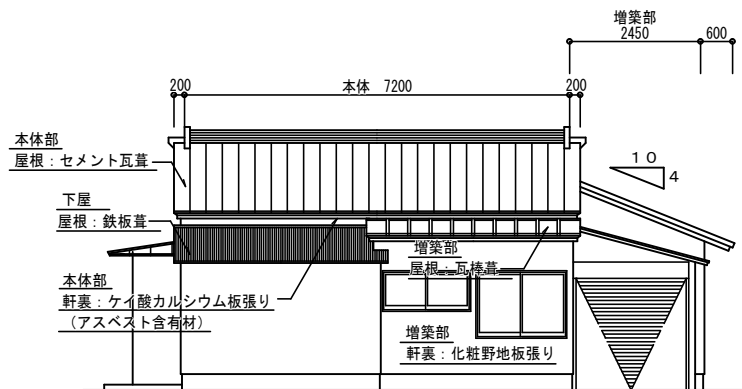 増築部
2450
600
200
本体 7200
200
本体部
屋根：セメント瓦葺
10
4
下屋
屋根：鉄板葺
増築部
屋根：瓦棒葺
本体部
軒裏：ケイ酸カルシウム板張り
（アスベスト含有材）
増築部
軒裏：化粧野地板張り